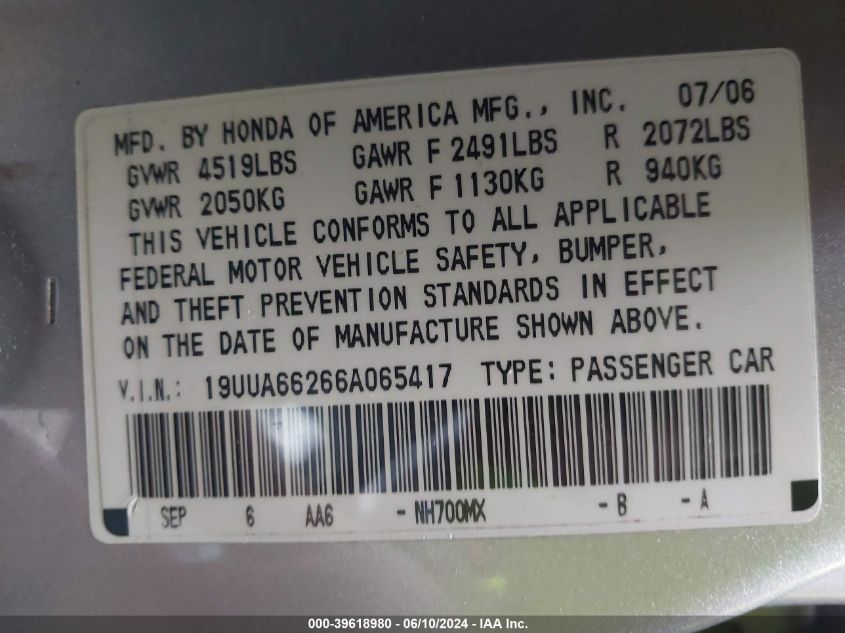 MFD. BY HONDA OF AMERICA MFG., INC. 07/06
GVWR 4519LBS GAWR F 2491LBS R 2072LBS
GVWR 2050KG GAWR F 1130KG R 940KG
THIS VEHICLE CONFORMS TO ALL APPLICABLE
FEDERAL MOTOR VEHICLE SAFETY, BUMPER,
AND THEFT PREVENTION STANDARDS IN EFFECT
ON THE DATE OF MANUFACTURE SHOWN ABOVE.
V.I.N.: 19UUA66266A065417 TYPE: PASSENGER CAR
SEP 6 AA6 - NH700MX - B - A
000-39618980 - 06/10/2024 - IAA Inc.